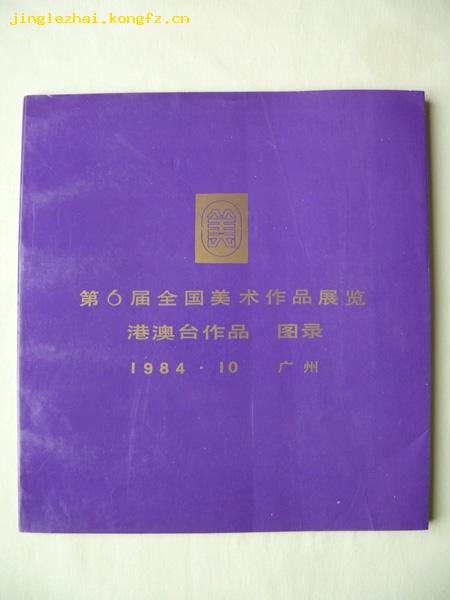 jinglezhai.kongfz.cn
美
第6届全国美术作品展览
港澳台作品 图录
1984·10 广州